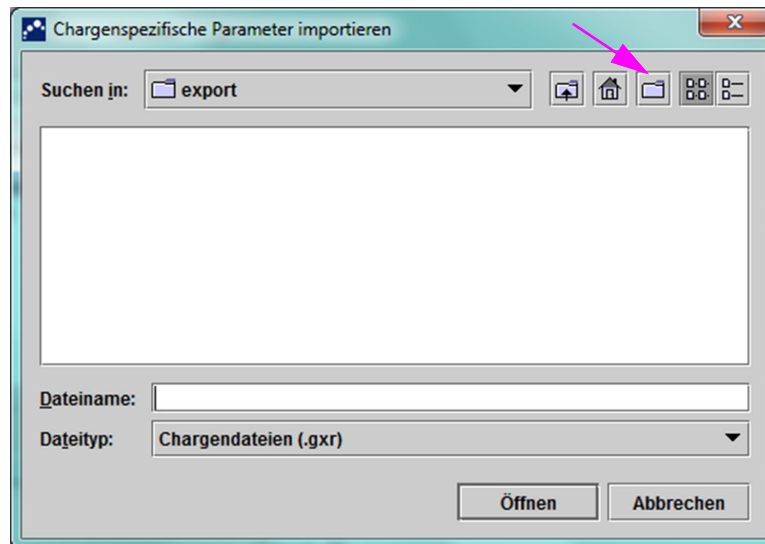 Chargenspezifische Parameter importieren
Suchen in: export
Dateiname:
Dateityp: Chargendateien (.gxr)
Öffnen Abbrechen